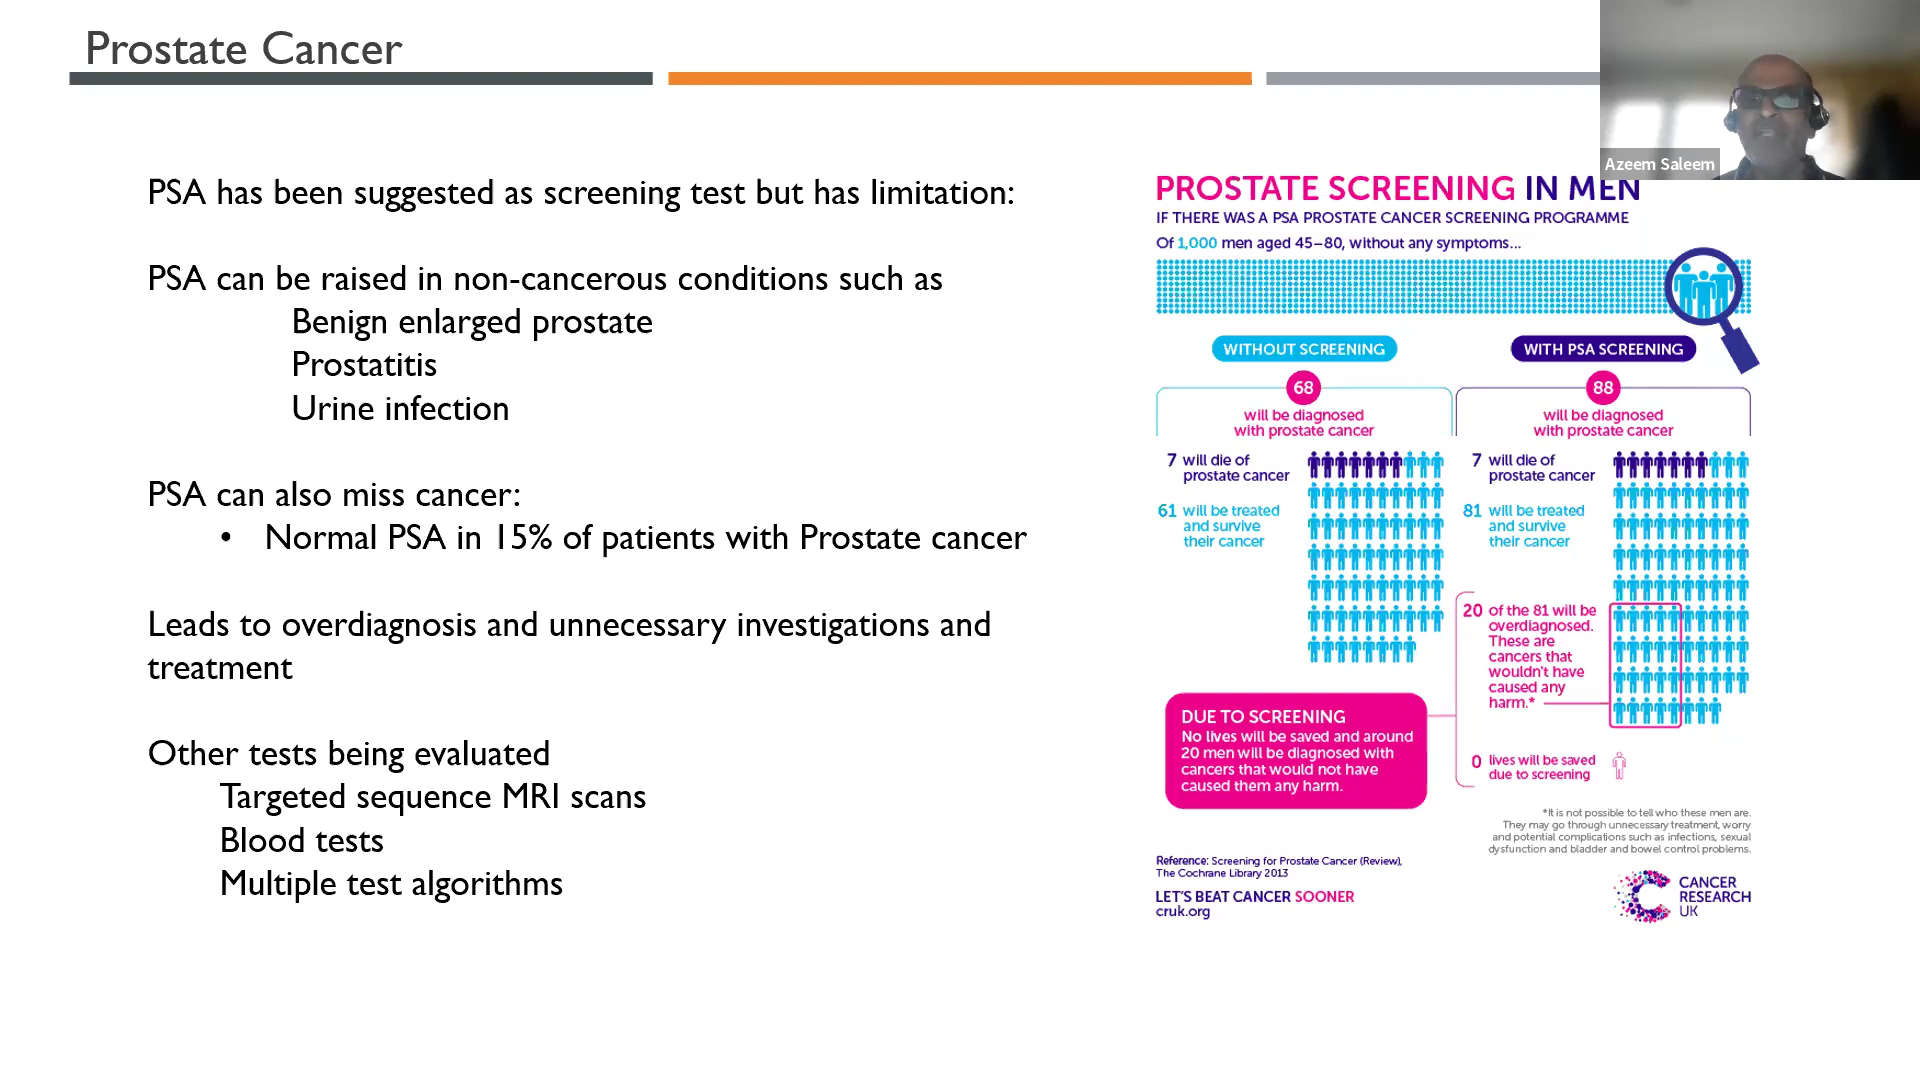 Prostate Cancer
Azeem Saleem
PSA has been suggested as screening test but has limitation:
PSA can be raised in non-cancerous conditions such as
Benign enlarged prostate
Prostatitis
Urine infection
PSA can also miss cancer:
• Normal PSA in 15% of patients with Prostate cancer
Leads to overdiagnosis and unnecessary investigations and
treatment
Other tests being evaluated
Targeted sequence MRI scans
Blood tests
Multiple test algorithms
PROSTATE SCREENING IN MEN
IF THERE WAS A PSA PROSTATE CANCER SCREENING PROGRAMME
Of 1,000 men aged 45–80, without any symptoms...
WITHOUT SCREENING
68
will be diagnosed
with prostate cancer
7 will die of
prostate cancer
61 will be treated
and survive
their cancer
WITH PSA SCREENING
88
will be diagnosed
with prostate cancer
7 will die of
prostate cancer
81 will be treated
and survive
their cancer
20 of the 81 will be
overdiagnosed.
These are
cancers that
wouldn't have
caused any
harm.*
0 lives will be saved
due to screening
DUE TO SCREENING
No lives will be saved and around
20 men will be diagnosed with
cancers that would not have
caused them any harm.
*It is not possible to tell who these men are.
They may go through unnecessary treatment, worry
and potential complications such as infections, sexual
dysfunction and bladder and bowel control problems.
Reference: Screening for Prostate Cancer (Review),
The Cochrane Library 2013
LET'S BEAT CANCER SOONER
cruk.org
CANCER
RESEARCH
UK